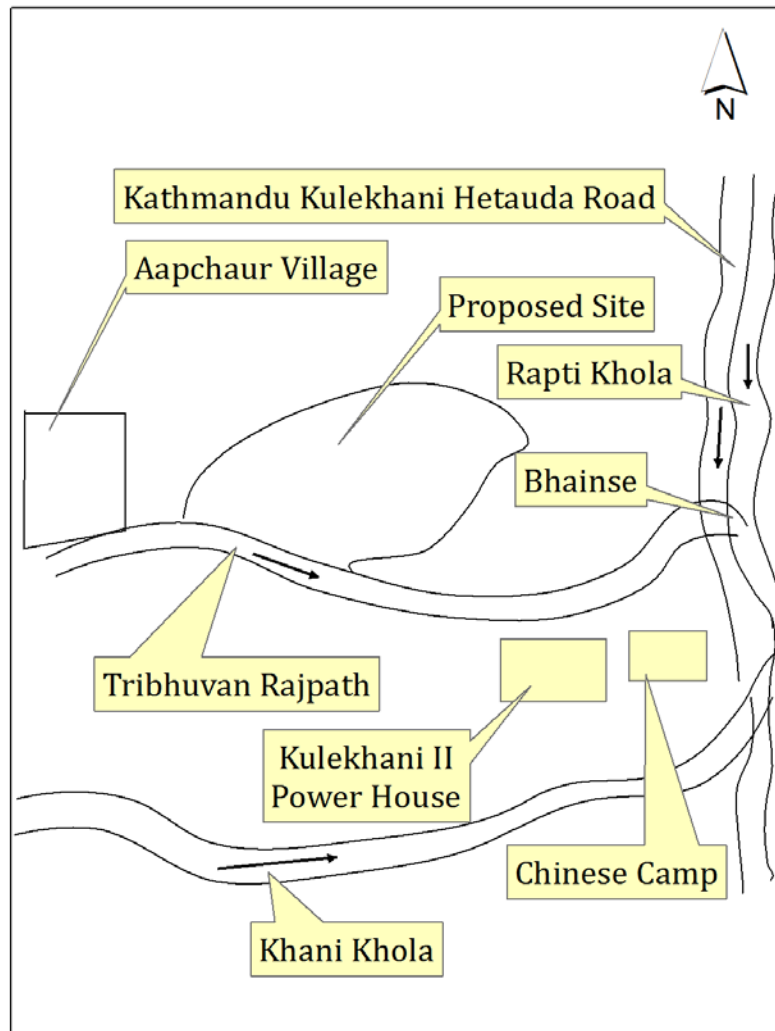 N
Kathmandu Kulekhani Hetauda Road
Aapchaur Village
Proposed Site
Rapti Khola
Bhainse
Tribhuvan Rajpath
Kulekhani II
Power House
Chinese Camp
Khani Khola